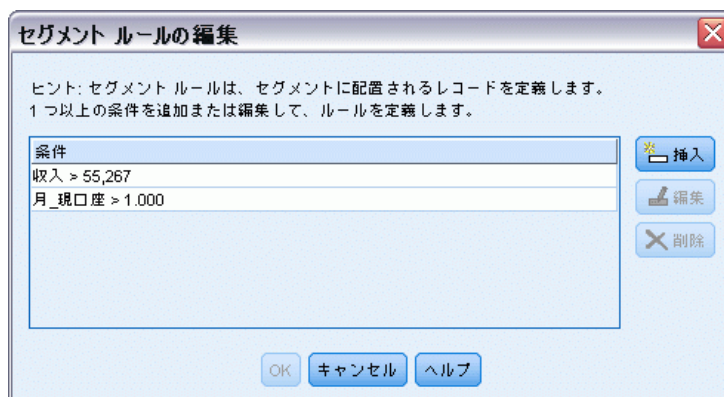 セグメント ルールの編集
ヒント: セグメント ルールは、セグメントに配置されるレコードを定義します。
1 つ以上の条件を追加または編集して、ルールを定義します。
条件
収入 > 55,267
月_現口座 > 1.000
挿入
編集
削除
OK
キャンセル
ヘルプ